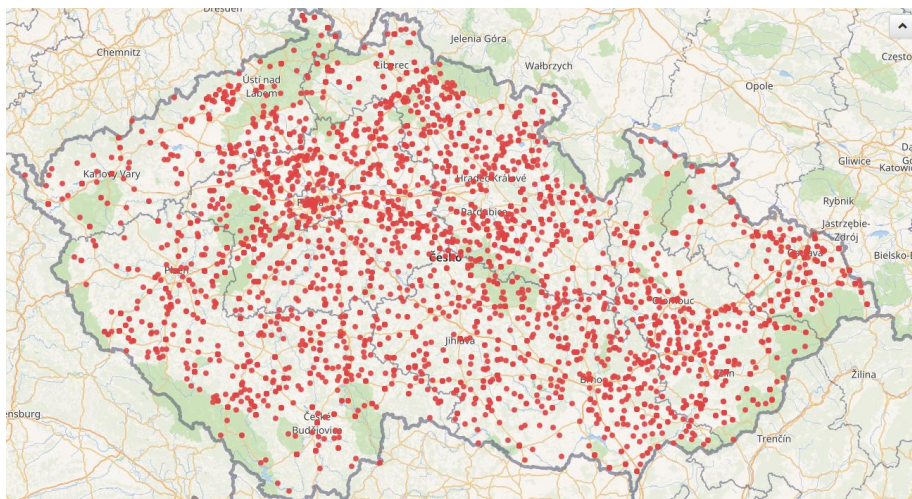 Dresden
Chemnitz
Jelenia Góra
Wałbrzych
Często
Liberec
Ústí nad
Labem
Opole
Gliwice
Katowic
Karlovy Vary
Hradec Králové
Praha
Rybnik
Pardubice
Jastrzębie-
Zdrój
Česko
Ostrava
Bielsko-B
Plzeň
Olomouc
Jihlava
Zlín
Brno
Žilina
ensburg
České
Budějovice
Trenčín